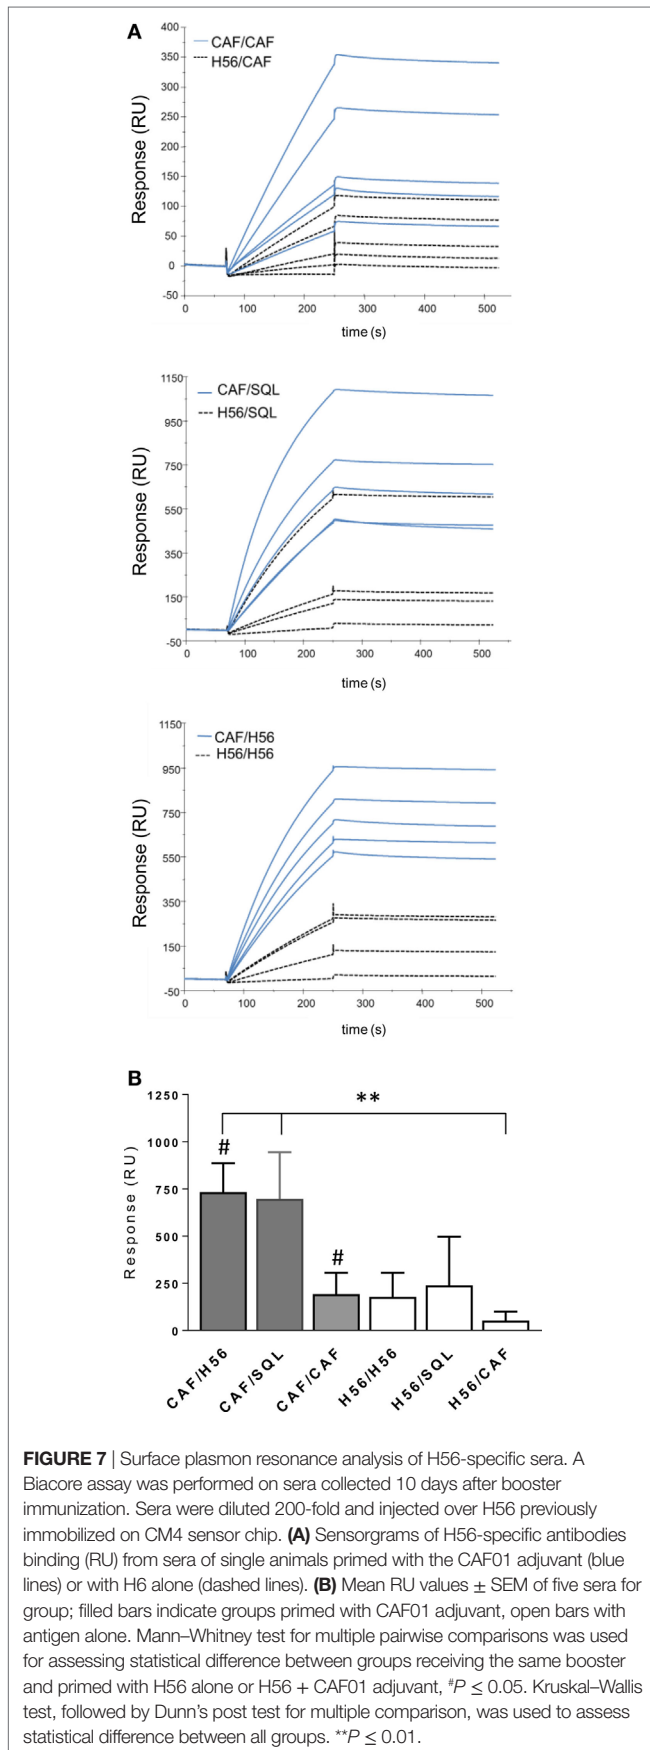 A
400
350
300
250
200
150
100
50
0
-50
CAF/CAF
H56/CAF
Response (RU)
0 100 200 300 400 500
time (s)
1150
950
750
550
350
150
-50
CAF/SQL
H56/SQL
Response (RU)
0 100 200 300 400 500
time (s)
1150
950
750
550
350
150
-50
CAF/H56
H56/H56
Response (RU)
0 100 200 300 400 500
time (s)
B
1250
1000
750
500
250
0
Response (RU)
**
#
#
CAF/H56
CAF/SQL
CAF/CAF
H56/H56
H56/SQL
H56/CAF
FIGURE 7 | Surface plasmon resonance analysis of H56-specific sera. A
Biacore assay was performed on sera collected 10 days after booster
immunization. Sera were diluted 200-fold and injected over H56 previously
immobilized on CM4 sensor chip. (A) Sensorgrams of H56-specific antibodies
binding (RU) from sera of single animals primed with the CAF01 adjuvant (blue
lines) or with H6 alone (dashed lines). (B) Mean RU values ± SEM of five sera for
group; filled bars indicate groups primed with CAF01 adjuvant, open bars with
antigen alone. Mann–Whitney test for multiple pairwise comparisons was used
for assessing statistical difference between groups receiving the same booster
and primed with H56 alone or H56 + CAF01 adjuvant, #P ≤ 0.05. Kruskal–Wallis
test, followed by Dunn's post test for multiple comparison, was used to assess
statistical difference between all groups. **P ≤ 0.01.